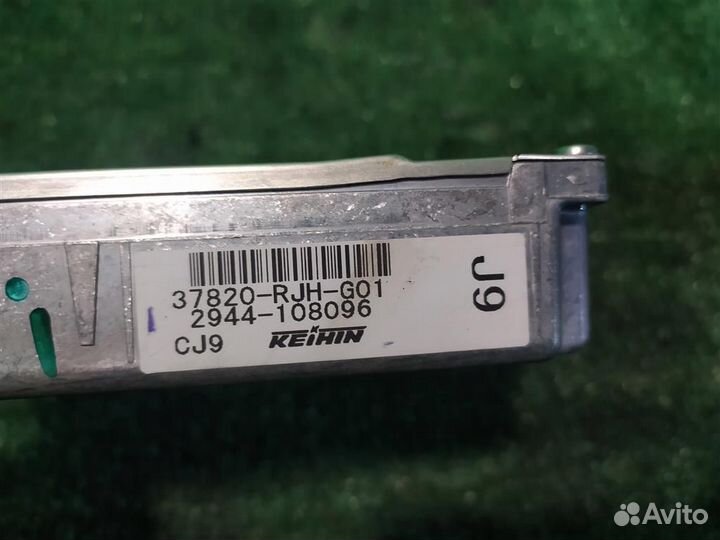 37820-RJH-G01
2944-108096
CJ9
KEIHIN
J9
Avito